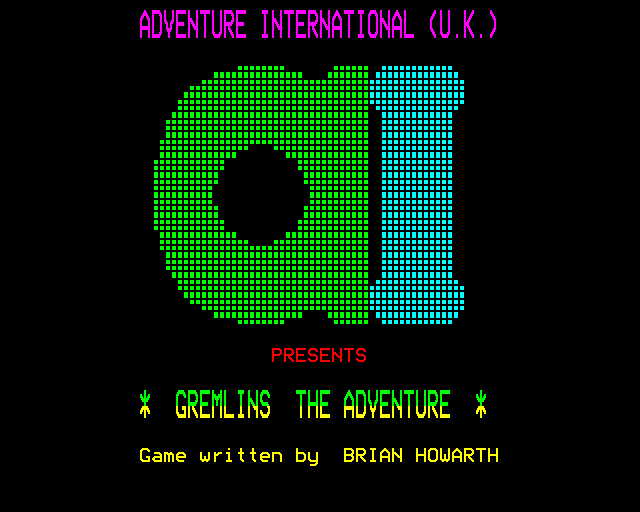 ADVENTURE INTERNATIONAL (U.K.)
aI
PRESENTS
* GREMLINS THE ADVENTURE *
Game written by BRIAN HOWARTH